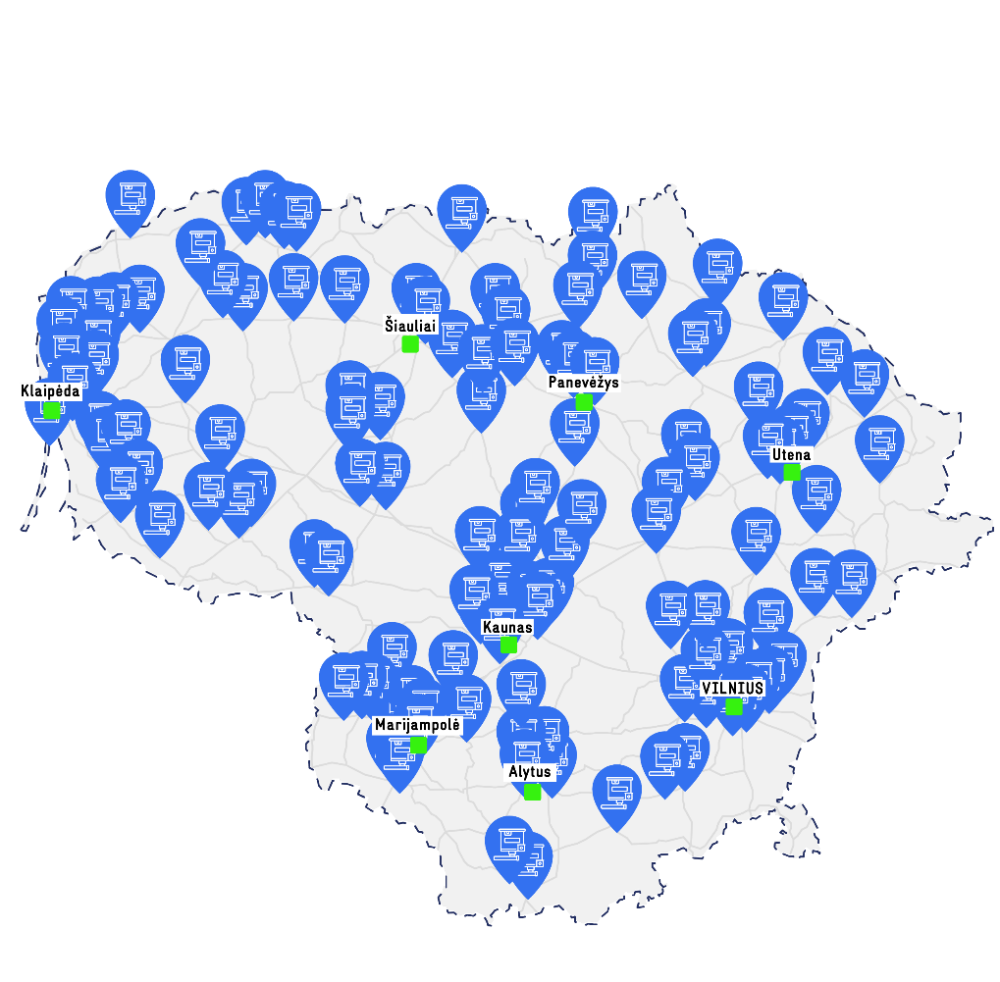 Šiauliai
Panevėžys
Klaipėda
Utena
Kaunas
VILNIUS
Marijampolė
Alytus